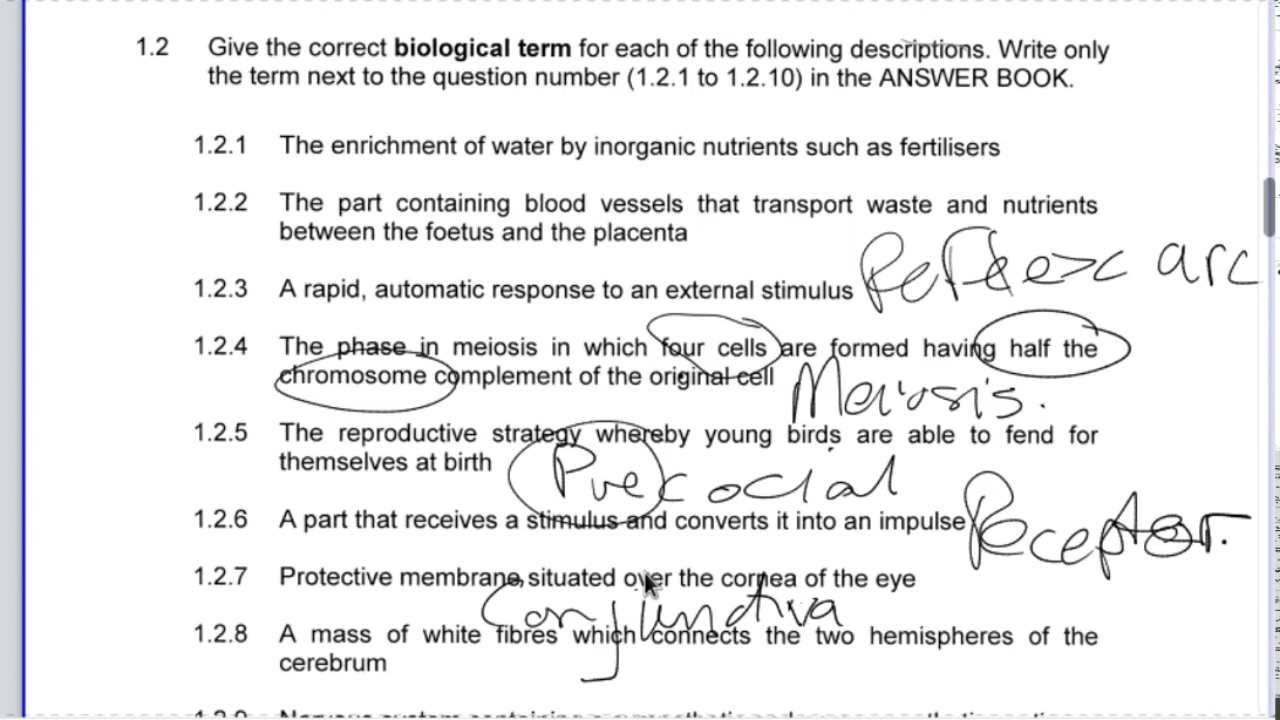 1.2 Give the correct biological term for each of the following descriptions. Write only
the term next to the question number (1.2.1 to 1.2.10) in the ANSWER BOOK.
1.2.1 The enrichment of water by inorganic nutrients such as fertilisers
1.2.2 The part containing blood vessels that transport waste and nutrients
between the foetus and the placenta
1.2.3 A rapid, automatic response to an external stimulus Reflex arc
1.2.4 The phase in meiosis in which four cells are formed having half the
chromosome complement of the original cell Meiosis.
1.2.5 The reproductive strategy whereby young birds are able to fend for
themselves at birth Precocial
1.2.6 A part that receives a stimulus and converts it into an impulse Receptor.
1.2.7 Protective membrane, situated over the cornea of the eye
Conjunctiva
1.2.8 A mass of white fibres which connects the two hemispheres of the
cerebrum